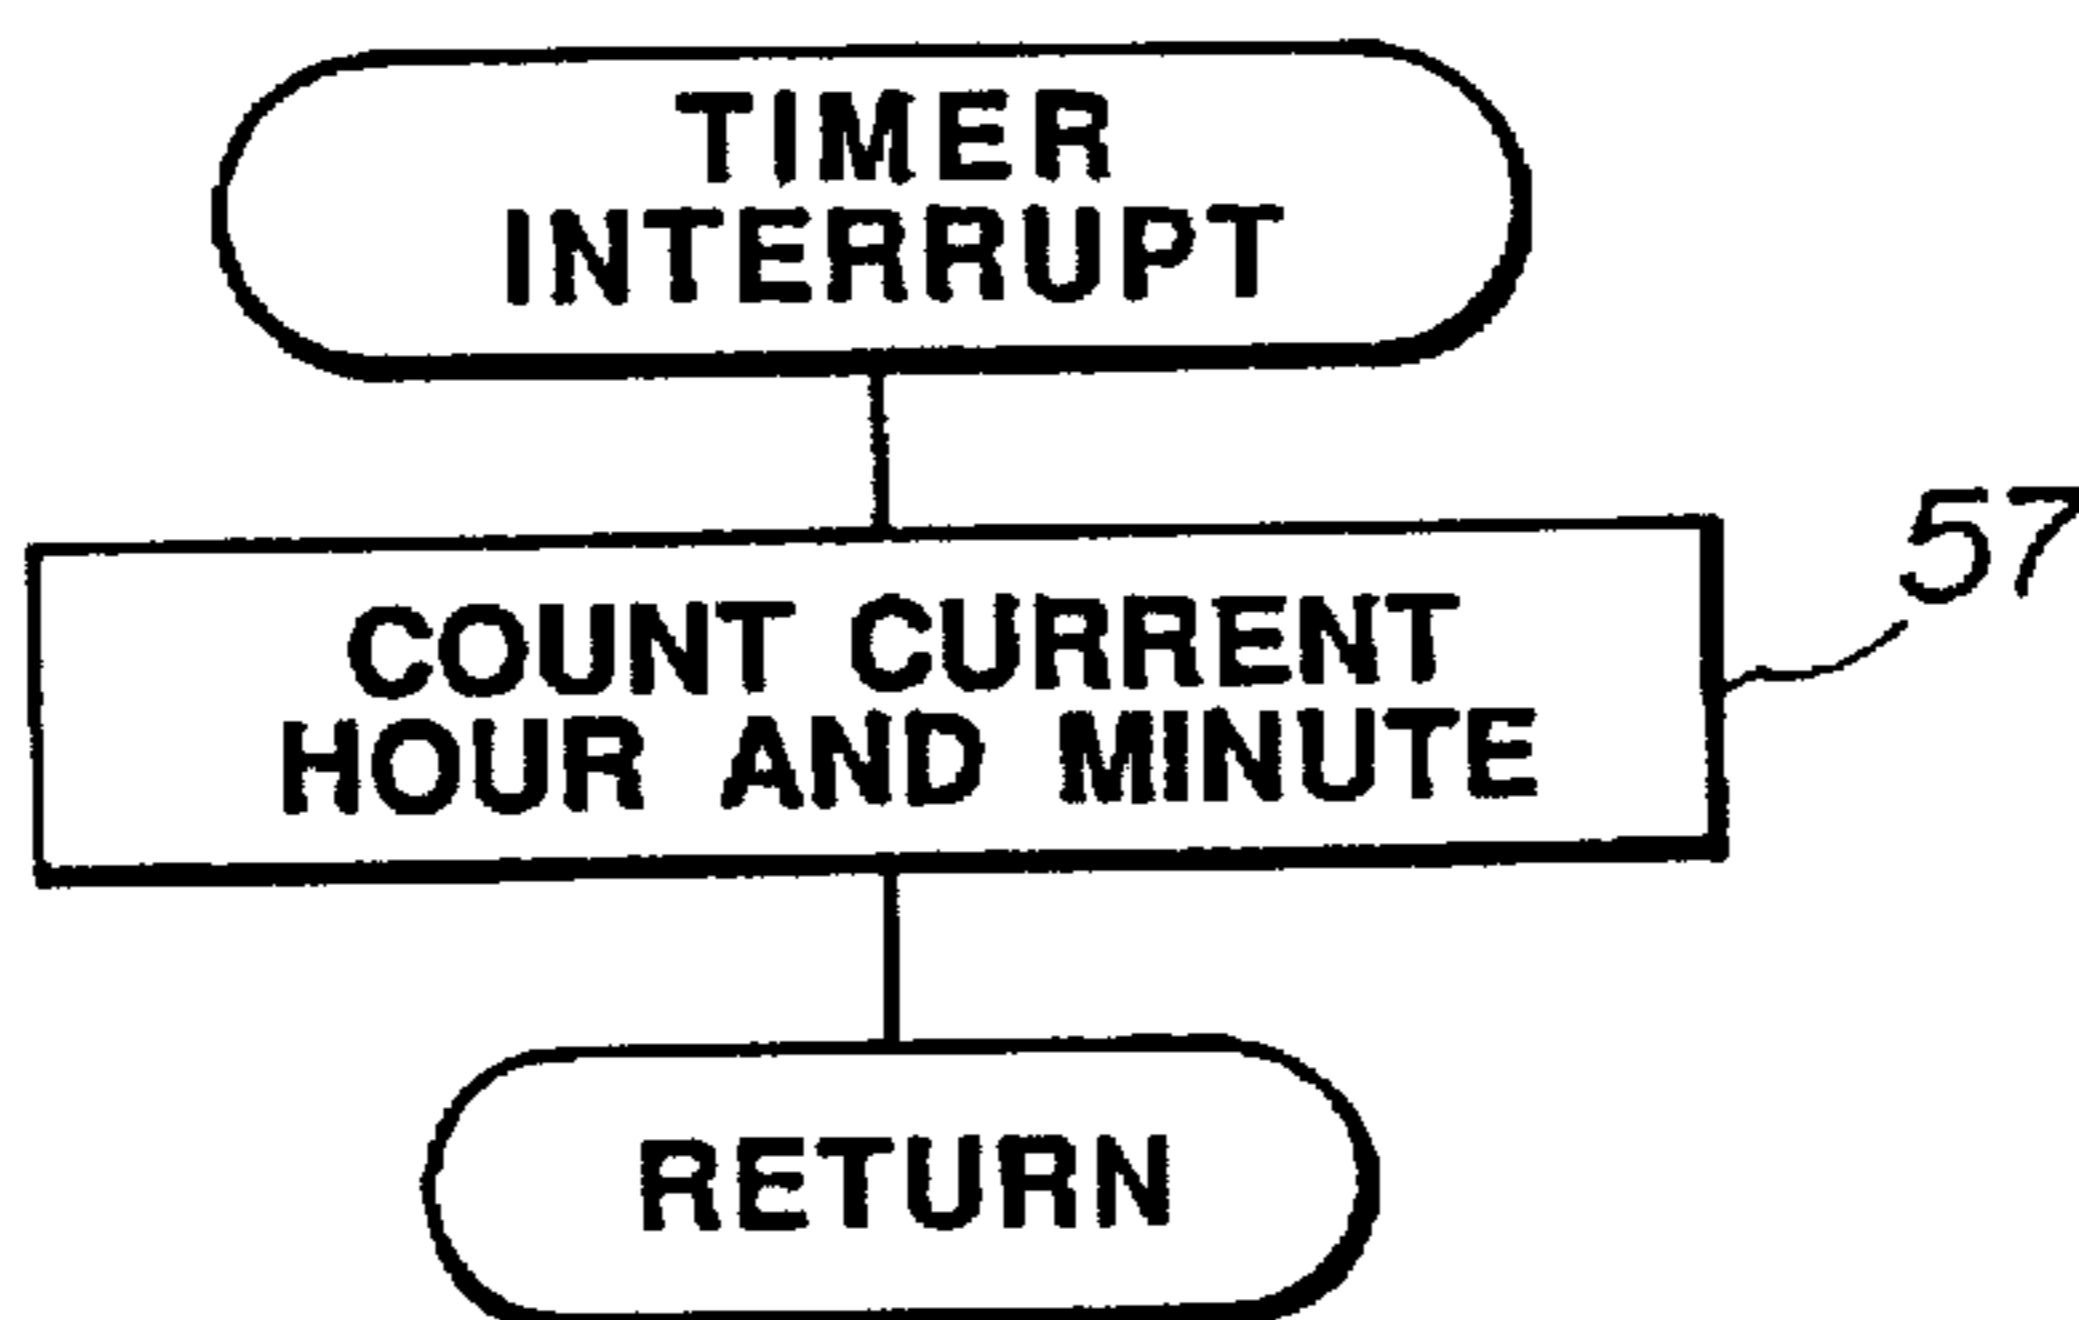 TIMER
INTERRUPT
57
COUNT CURRENT
HOUR AND MINUTE
RETURN